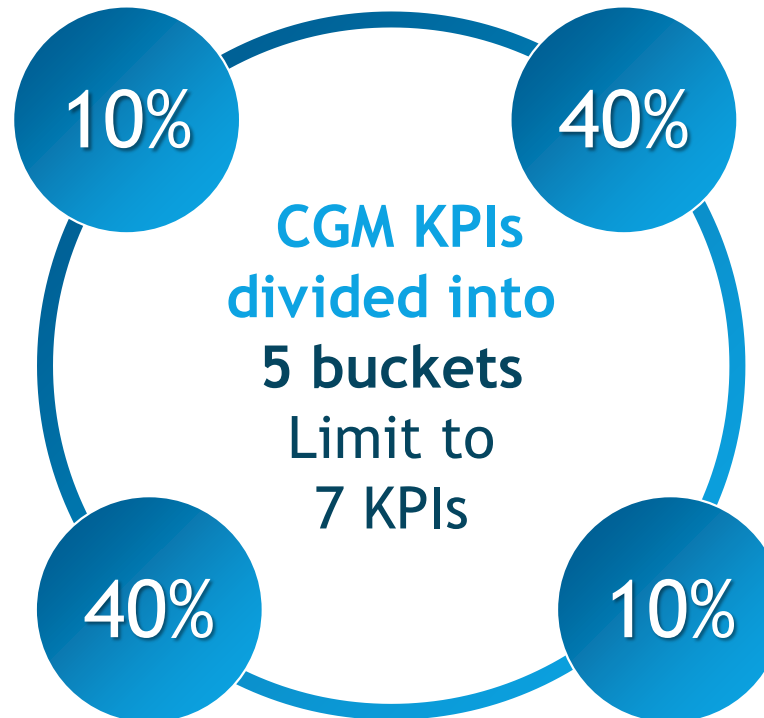 10%
40%
CGM KPIs
divided into
5 buckets
Limit to
7 KPIs
40%
10%